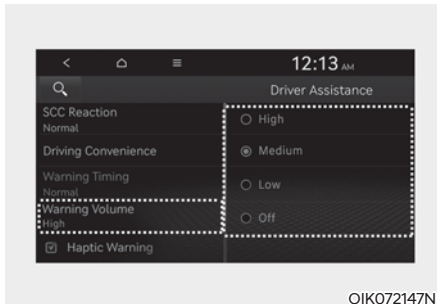 12:13 AM
Driver Assistance
SCC Reaction
Normal
Driving Convenience
Warning Timing
Normal
Warning Volume
High
Haptic Warning
High
Medium
Low
Off
OIK072147N